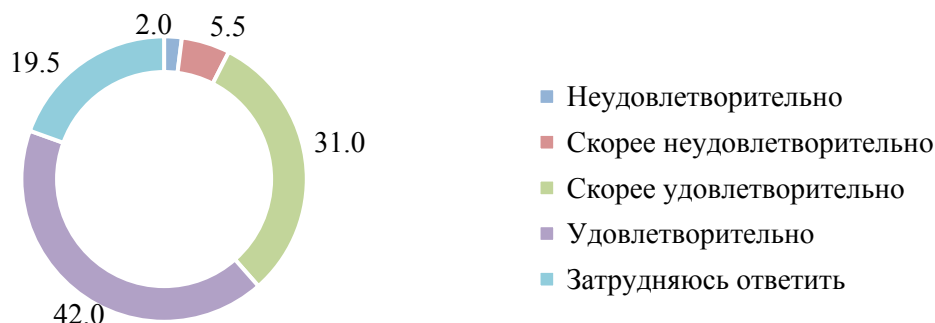 2.0
5.5
19.5
31.0
42.0
Неудовлетворительно
Скорее неудовлетворительно
Скорее удовлетворительно
Удовлетворительно
Затрудняюсь ответить